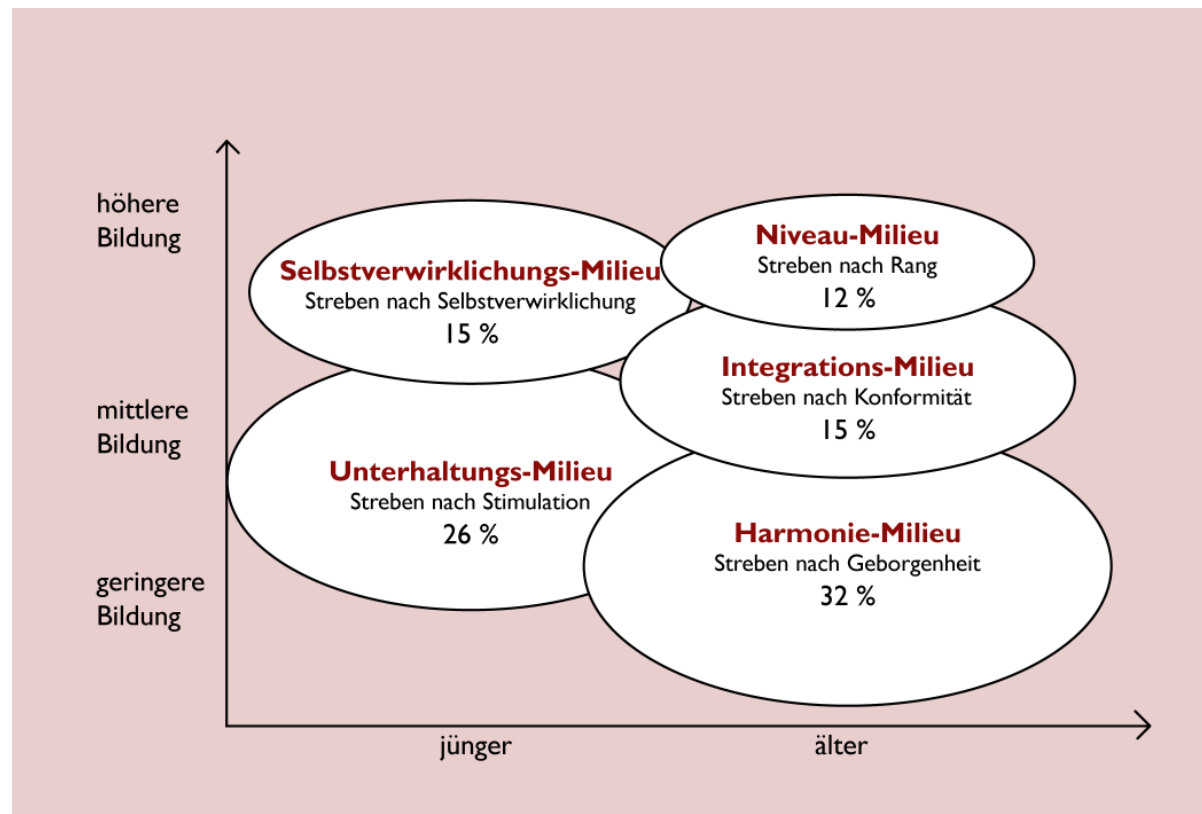 höhere
Bildung
Selbstverwirklichungs-Milieu
Streben nach Selbstverwirklichung
15 %
Niveau-Milieu
Streben nach Rang
12 %
mittlere
Bildung
Integrations-Milieu
Streben nach Konformität
15 %
Unterhaltungs-Milieu
Streben nach Stimulation
26 %
Harmonie-Milieu
Streben nach Geborgenheit
32 %
geringere
Bildung
jünger
älter